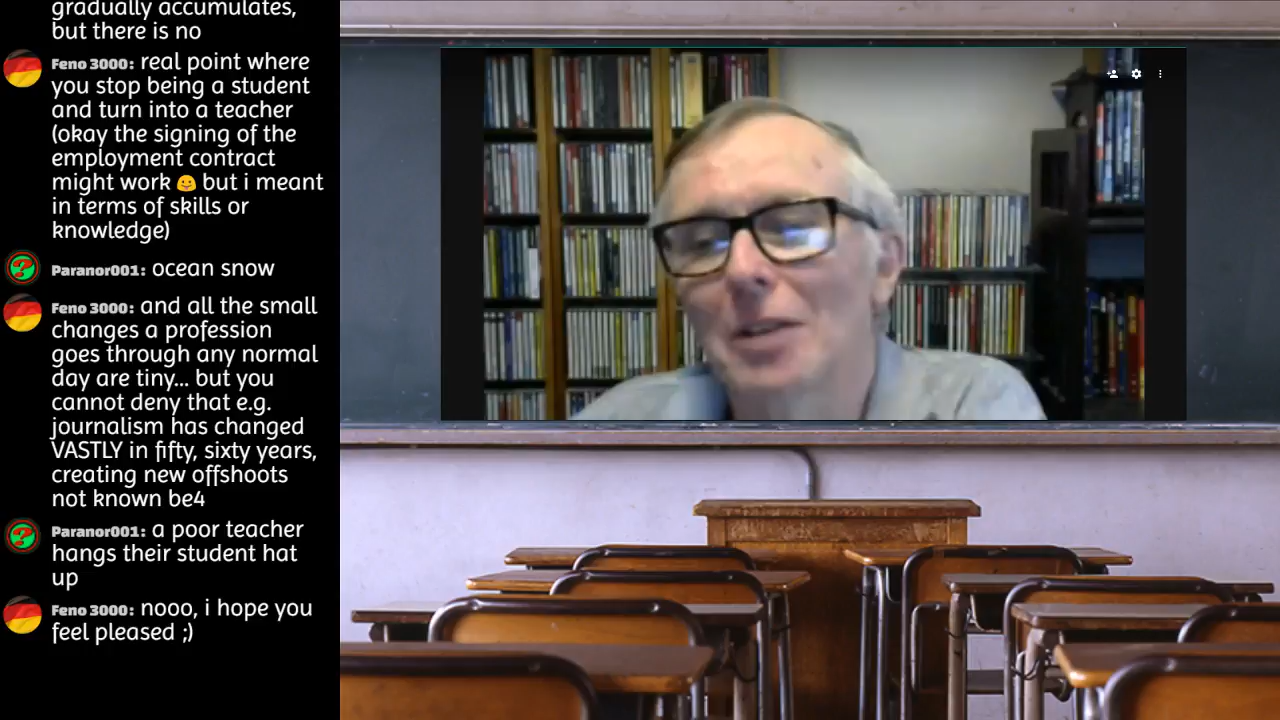 gradually accumulates,
but there is no
Feno 3000: real point where
you stop being a student
and turn into a teacher
(okay the signing of the
employment contract
might work 🙂 but i meant
in terms of skills or
knowledge)
Paranor001: ocean snow
Feno 3000: and all the small
changes a profession
goes through any normal
day are tiny... but you
cannot deny that e.g.
journalism has changed
VASTLY in fifty, sixty years,
creating new offshoots
not known be4
Paranor001: a poor teacher
hangs their student hat
up
Feno 3000: nooo, i hope you
feel pleased ;)